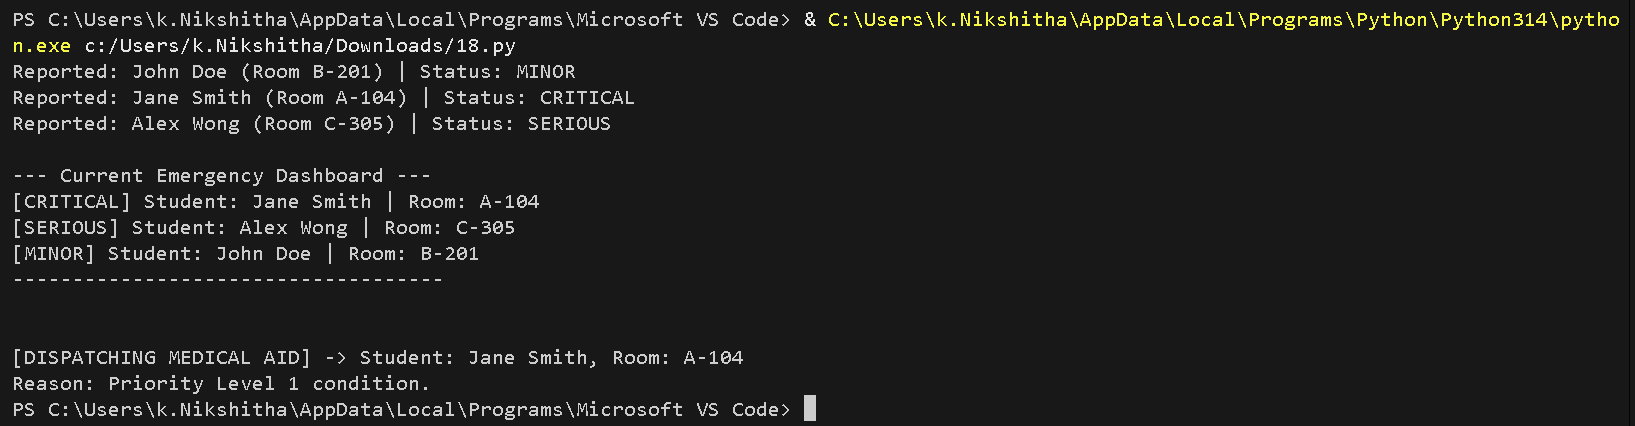 PS C:\Users\k.Nikshitha\AppData\Local\Programs\Microsoft VS Code> & C:\Users\k.Nikshitha\AppData\Local\Programs\Python\Python314\pytho
n.exe c:/Users/k.Nikshitha/Downloads/18.py
Reported: John Doe (Room B-201) | Status: MINOR
Reported: Jane Smith (Room A-104) | Status: CRITICAL
Reported: Alex Wong (Room C-305) | Status: SERIOUS
--- Current Emergency Dashboard ---
[CRITICAL] Student: Jane Smith | Room: A-104
[SERIOUS] Student: Alex Wong | Room: C-305
[MINOR] Student: John Doe | Room: B-201
------------------------------------
[DISPATCHING MEDICAL AID] -> Student: Jane Smith, Room: A-104
Reason: Priority Level 1 condition.
PS C:\Users\k.Nikshitha\AppData\Local\Programs\Microsoft VS Code>